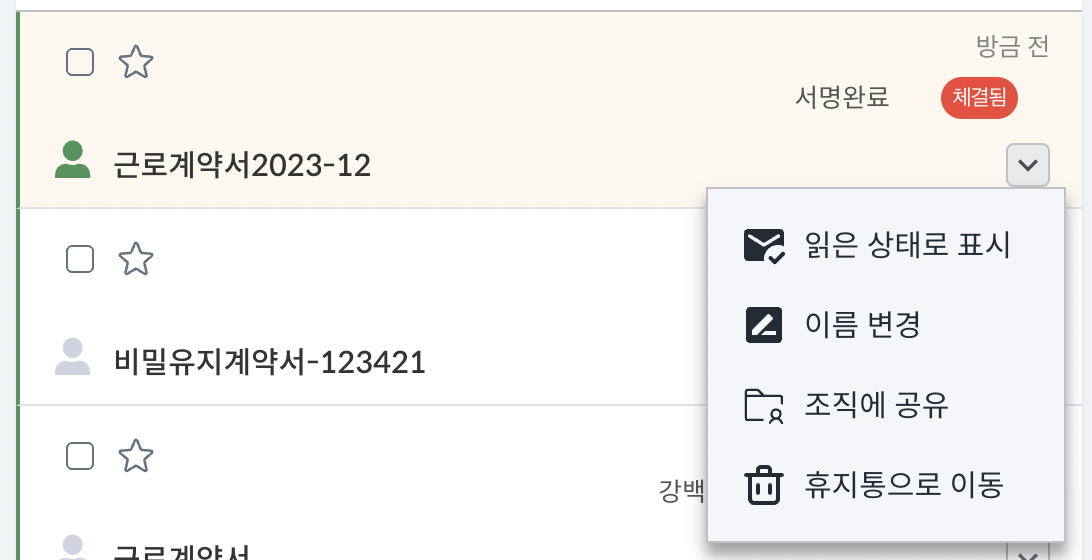 방금 전
서명완료 체결됨
근로계약서2023-12
읽은 상태로 표시
이름 변경
비밀유지계약서-123421
조직에 공유
휴지통으로 이동
강백
근로계약서